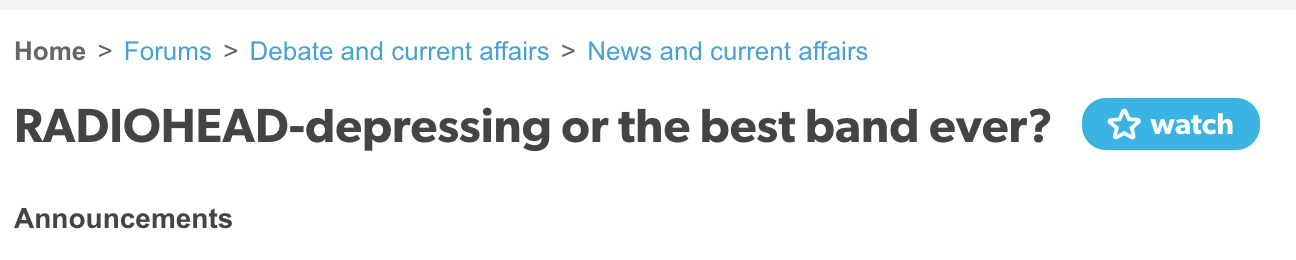 Home > Forums > Debate and current affairs > News and current affairs
RADIOHEAD-depressing or the best band ever? watch
Announcements